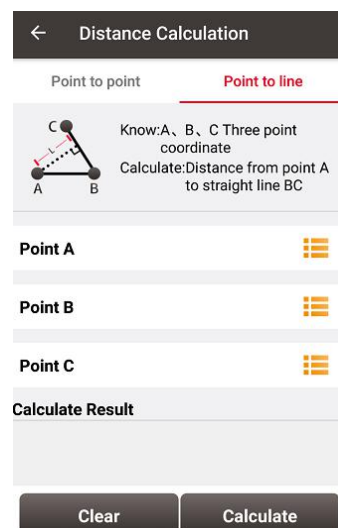 Distance Calculation
Point to point
Point to line
C
L
A
B
Know:A、B、C Three point
coordinate
Calculate:Distance from point A
to straight line BC
Point A
Point B
Point C
Calculate Result
Clear
Calculate